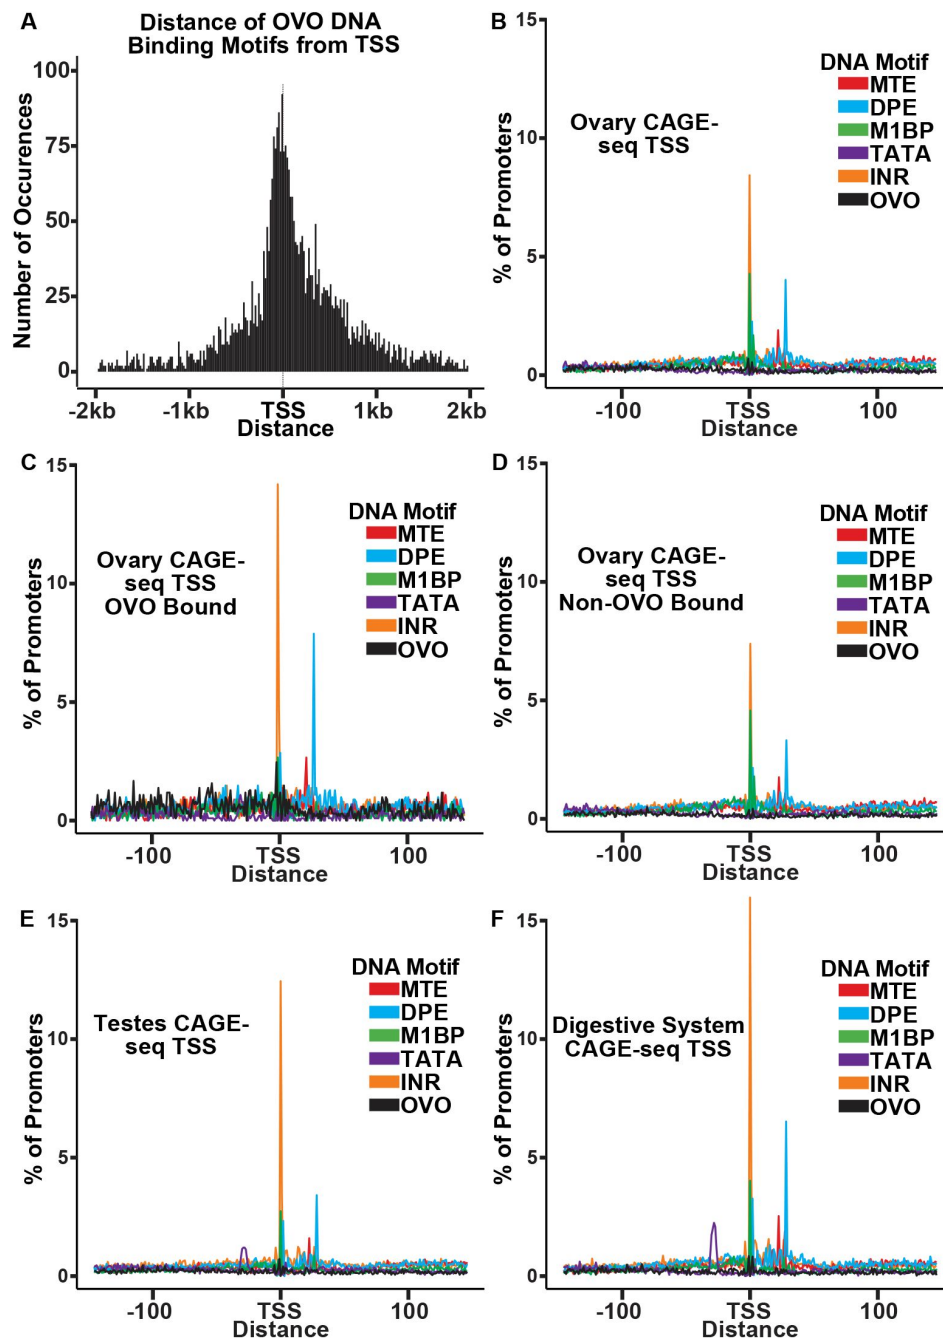 A
Distance of OVO DNA
Binding Motifs from TSS
Number of Occurences
100
75
50
25
0
-2kb -1kb TSS 1kb 2kb
Distance
B
Ovary CAGE-
seq TSS
% of Promoters
15
10
5
0
-100 TSS 100
Distance
DNA Motif
MTE
DPE
M1BP
TATA
INR
OVO
C
Ovary CAGE-
seq TSS
OVO Bound
% of Promoters
15
10
5
0
-100 TSS 100
Distance
DNA Motif
MTE
DPE
M1BP
TATA
INR
OVO
D
Ovary CAGE-
seq TSS
Non-OVO Bound
% of Promoters
15
10
5
0
-100 TSS 100
Distance
DNA Motif
MTE
DPE
M1BP
TATA
INR
OVO
E
Testes CAGE-
seq TSS
% of Promoters
15
10
5
0
-100 TSS 100
Distance
DNA Motif
MTE
DPE
M1BP
TATA
INR
OVO
F
Digestive System
CAGE-seq TSS
% of Promoters
15
10
5
0
-100 TSS 100
Distance
DNA Motif
MTE
DPE
M1BP
TATA
INR
OVO